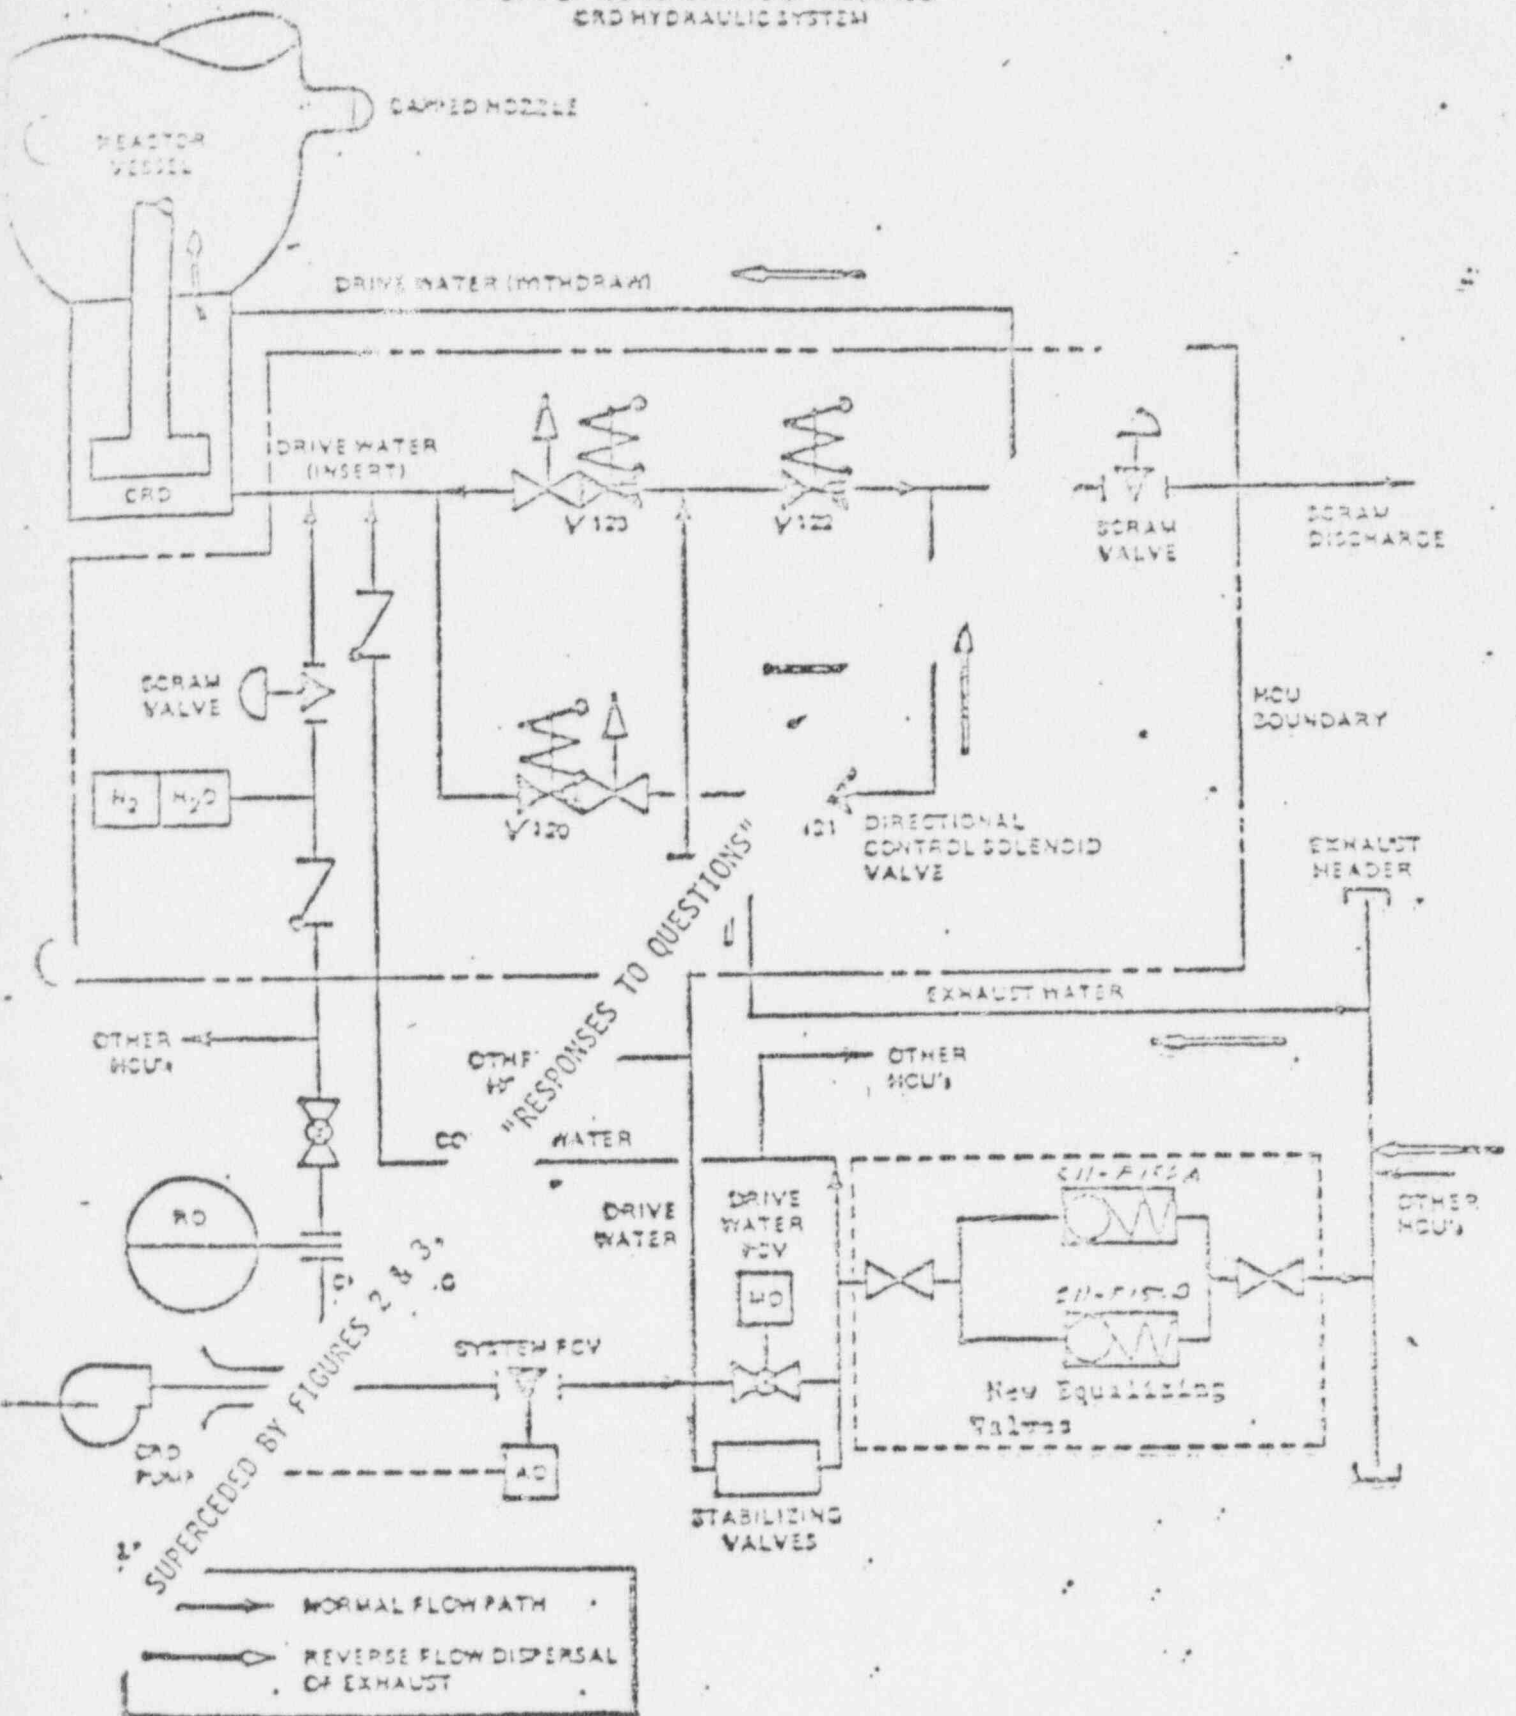 CRD HYDRAULIC SYSTEM
CAPPED NOZZLE
REACTOR
VESSEL
DRIVE WATER (WITHDRAW)
DRIVE WATER
(INSERT)
CRD
V 123
V 122
SCRAM
VALVE
SCRAM
DISCHARGE
SCRAM
VALVE
HCU
BOUNDARY
N2
H2O
V 120
121
DIRECTIONAL
CONTROL SOLENOID
VALVE
EXHAUST
HEADER
EXHAUST WATER
OTHER
HCU's
OTHER
HCU's
WATER
DRIVE
WATER
DRIVE
WATER
PCV
MO
OTHER
HCU's
RO
SYSTEM FCV
New Equalizing
Valves
CRD
PUMP
AO
STABILIZING
VALVES
SUPERCEDED BY FIGURES 2 & 3,
"RESPONSES TO QUESTIONS"
NORMAL FLOW PATH
REVERSE FLOW DISPERSAL
OF EXHAUST